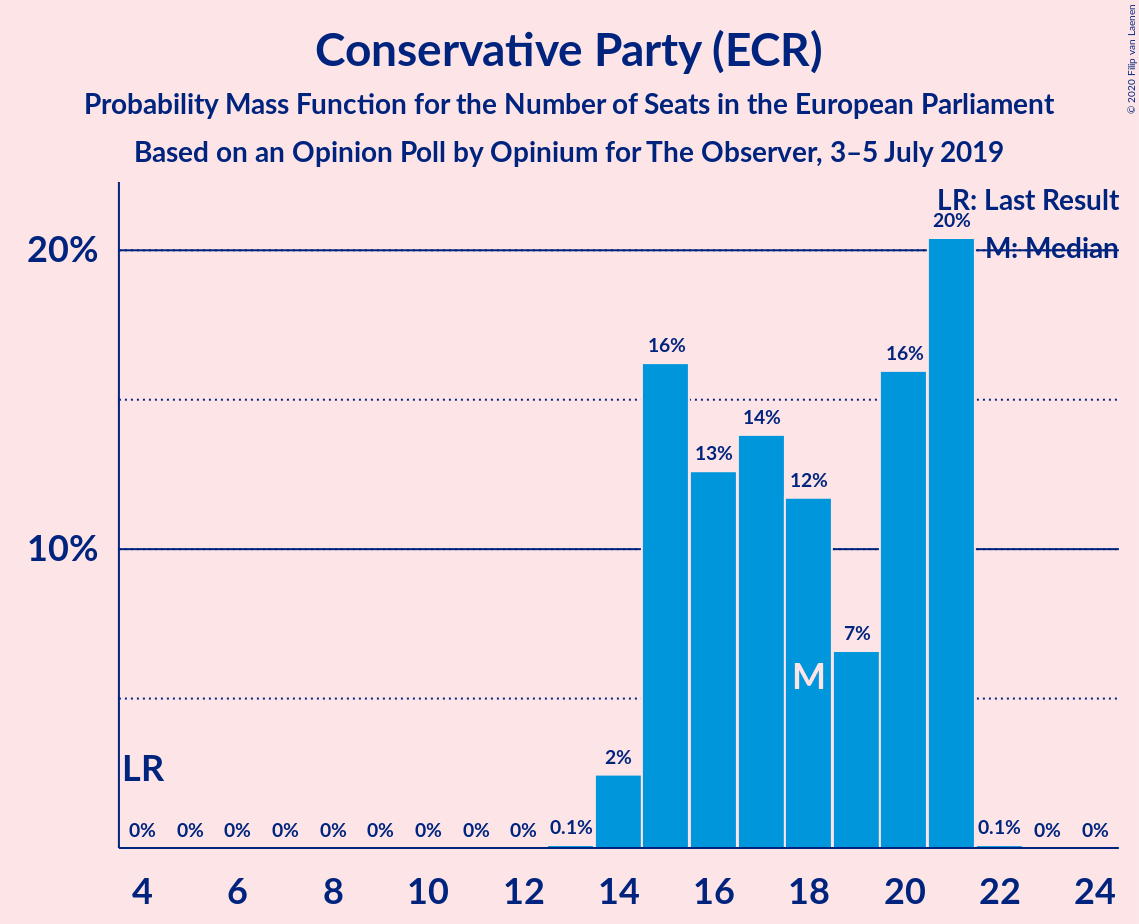 Conservative Party (ECR)
Probability Mass Function for the Number of Seats in the European Parliament
Based on an Opinion Poll by Opinium for The Observer, 3–5 July 2019
© 2020 Filip van Laenen
LR: Last Result
M: Median
20%
10%
20%
16%
16%
14%
13%
12%
7%
M
2%
LR
0% 0% 0% 0% 0% 0% 0% 0% 0% 0.1% 0.1% 0% 0%
4 6 8 10 12 14 16 18 20 22 24